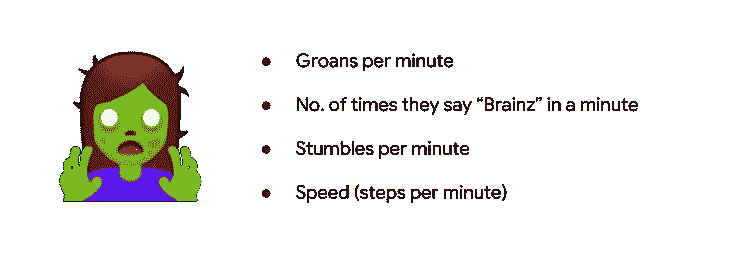 ● Groans per minute
● No. of times they say “Brainz” in a minute
● Stumbles per minute
● Speed (steps per minute)